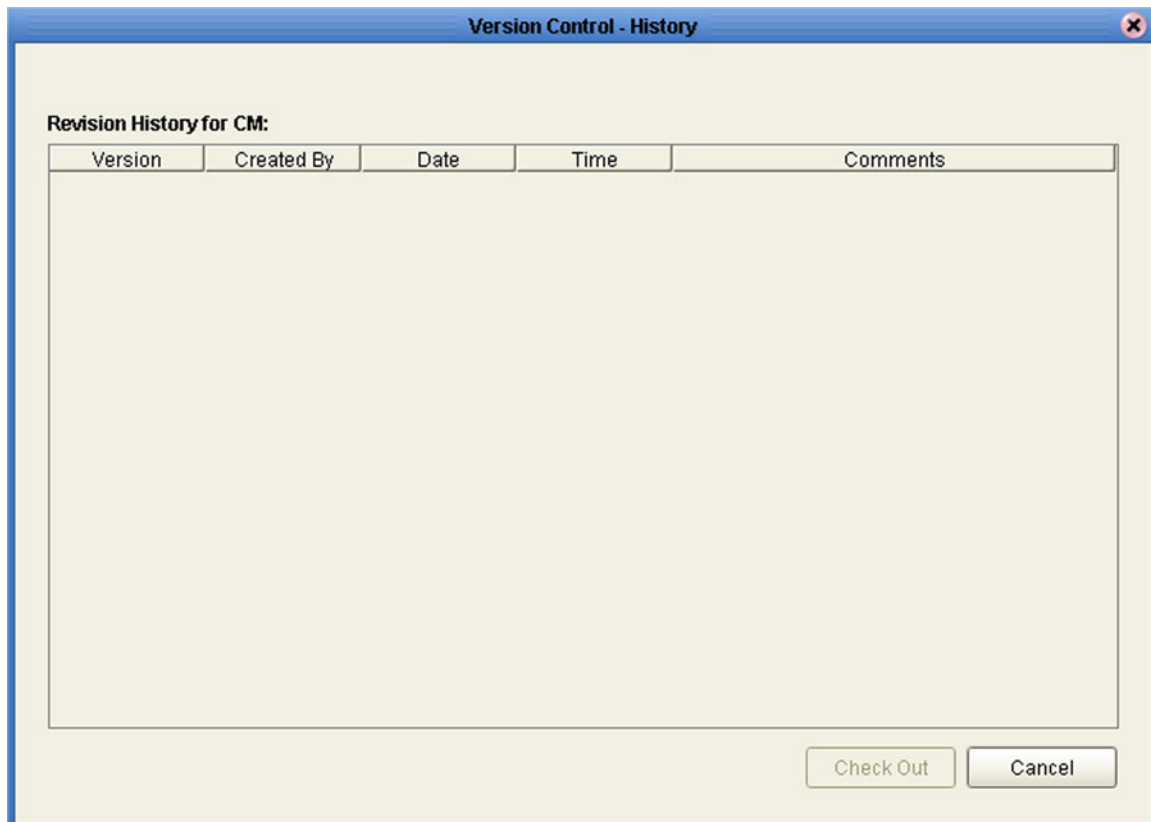 Version Control - History
Revision History for CM:
Version Created By Date Time Comments
Check Out Cancel